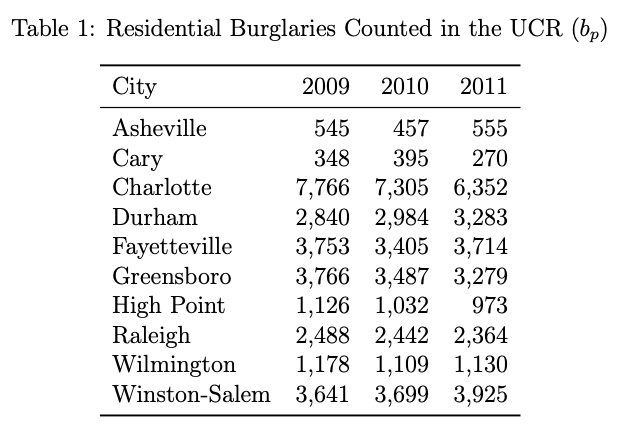 Table 1: Residential Burglaries Counted in the UCR (bp)
City 2009 2010 2011
Asheville 545 457 555
Cary 348 395 270
Charlotte 7,766 7,305 6,352
Durham 2,840 2,984 3,283
Fayetteville 3,753 3,405 3,714
Greensboro 3,766 3,487 3,279
High Point 1,126 1,032 973
Raleigh 2,488 2,442 2,364
Wilmington 1,178 1,109 1,130
Winston-Salem 3,641 3,699 3,925